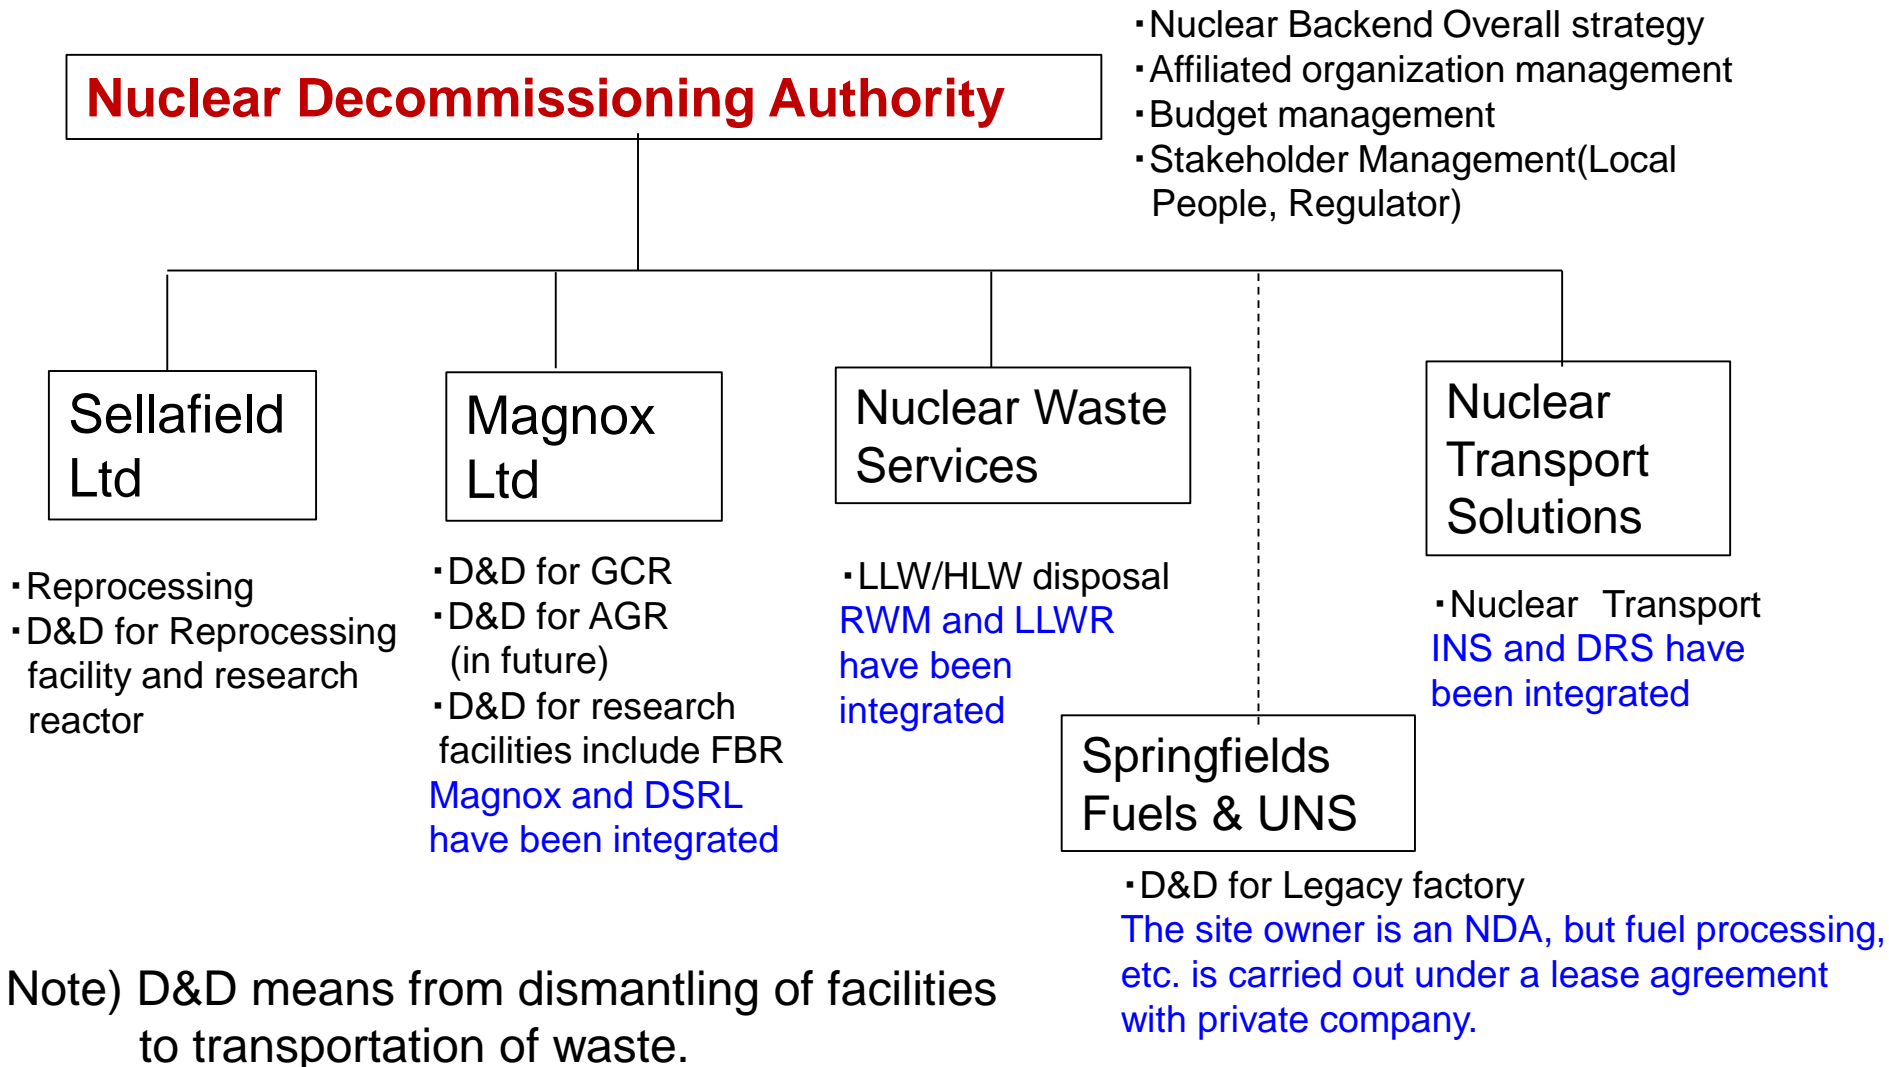 Nuclear Decommissioning Authority
・Nuclear Backend Overall strategy
・Affiliated organization management
・Budget management
・Stakeholder Management(Local
People, Regulator)
Sellafield
Ltd
・Reprocessing
・D&D for Reprocessing
facility and research
reactor
Magnox
Ltd
・D&D for GCR
・D&D for AGR
(in future)
・D&D for research
facilities include FBR
Magnox and DSRL
have been integrated
Nuclear Waste
Services
・LLW/HLW disposal
RWM and LLWR
have been
integrated
Springfields
Fuels & UNS
・D&D for Legacy factory
The site owner is an NDA, but fuel processing,
etc. is carried out under a lease agreement
with private company.
Nuclear
Transport
Solutions
・Nuclear Transport
INS and DRS have
been integrated
Note) D&D means from dismantling of facilities
to transportation of waste.